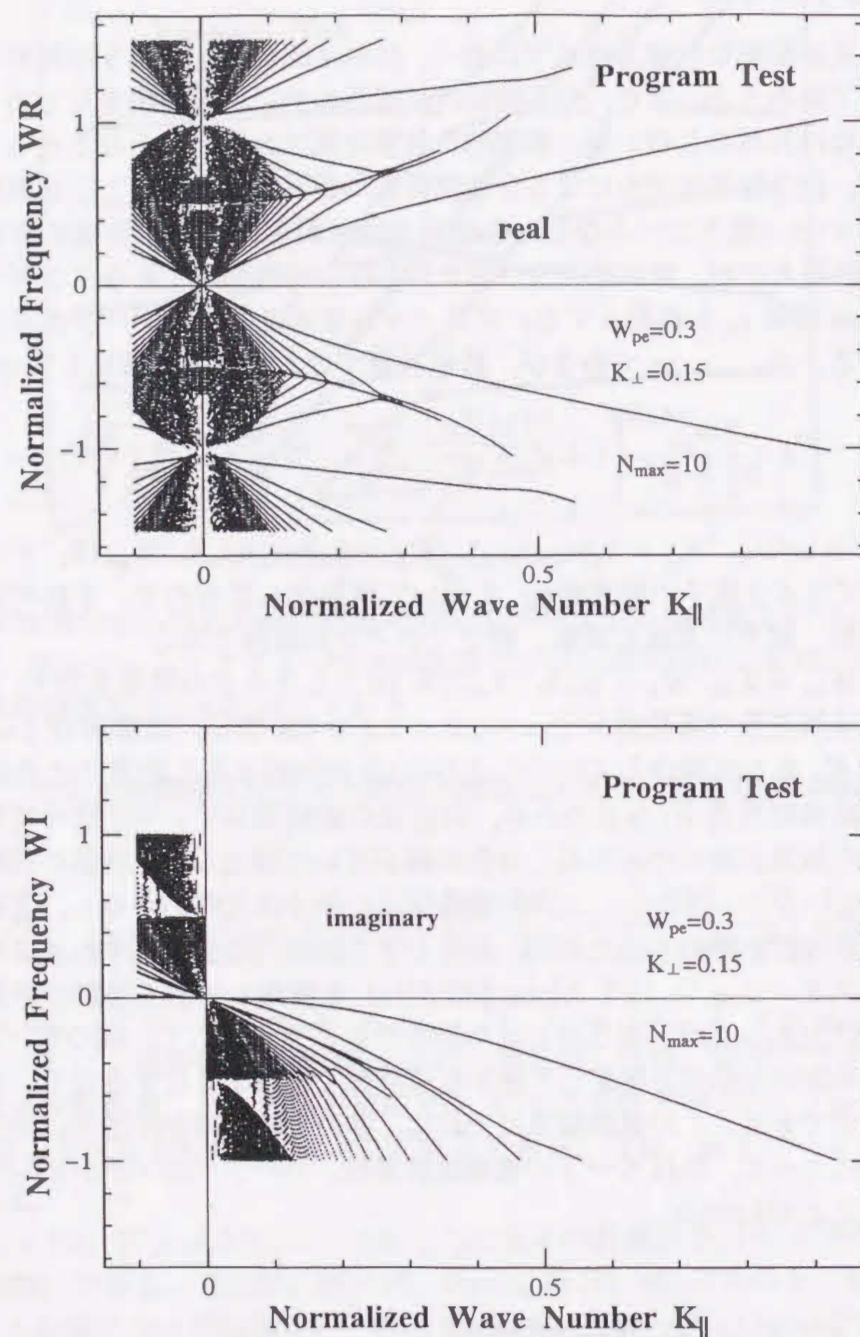 Normalized Frequency WR
1
0
−1
Program Test
real
W_pe=0.3
K_⊥=0.15
N_max=10
0
0.5
Normalized Wave Number K_∥
Normalized Frequency WI
1
0
−1
Program Test
imaginary
W_pe=0.3
K_⊥=0.15
N_max=10
0
0.5
Normalized Wave Number K_∥